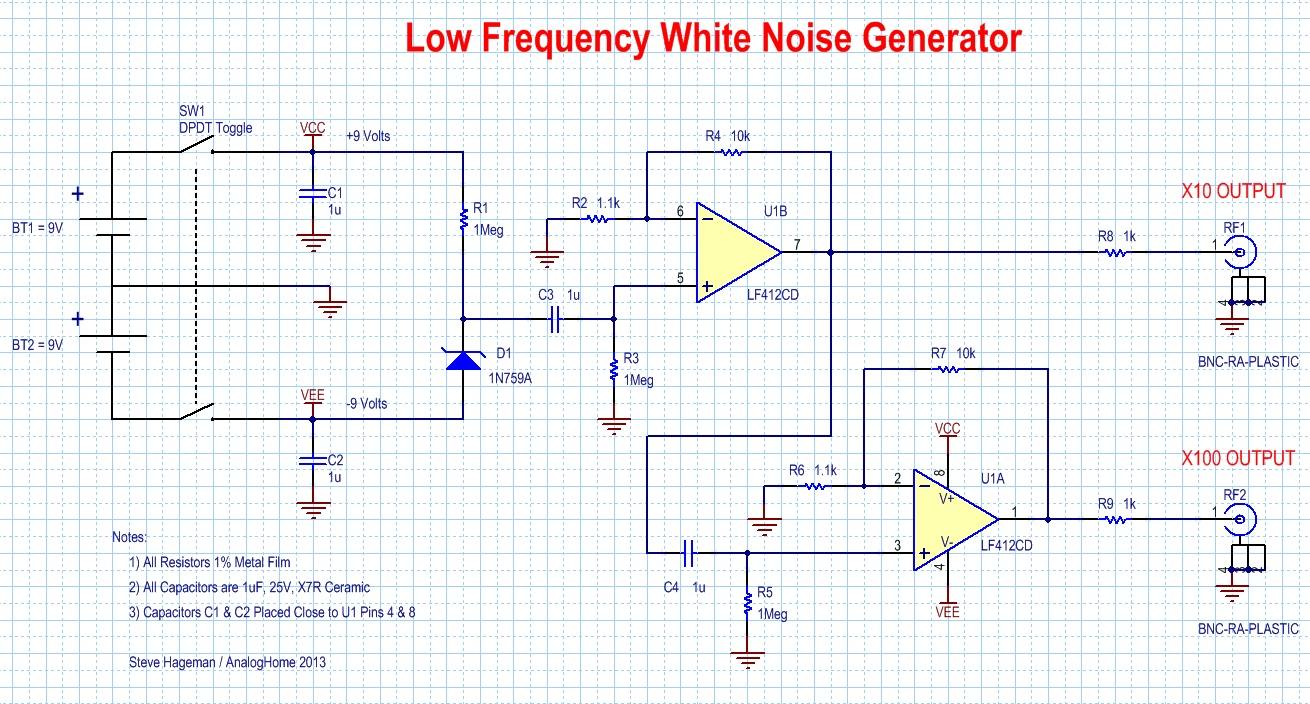 Low Frequency White Noise Generator
SW1
DPDT Toggle
VCC
+9 Volts
+
BT1 = 9V
C1
1u
R1
1Meg
+
BT2 = 9V
VEE
-9 Volts
C2
1u
D1
1N759A
C3 1u
R3
1Meg
R2 1.1k
R4 10k
6
5
7
U1B
LF412CD
R8 1k
X10 OUTPUT
RF1
1
4
BNC-RA-PLASTIC
R7 10k
R6 1.1k
VCC
8
V+
U1A
2
3
1
V-
LF412CD
4
VEE
C4 1u
R5
1Meg
R9 1k
X100 OUTPUT
RF2
1
4
BNC-RA-PLASTIC
Notes:
1) All Resistors 1% Metal Film
2) All Capacitors are 1uF, 25V, X7R Ceramic
3) Capacitors C1 & C2 Placed Close to U1 Pins 4 & 8
Steve Hageman / AnalogHome 2013